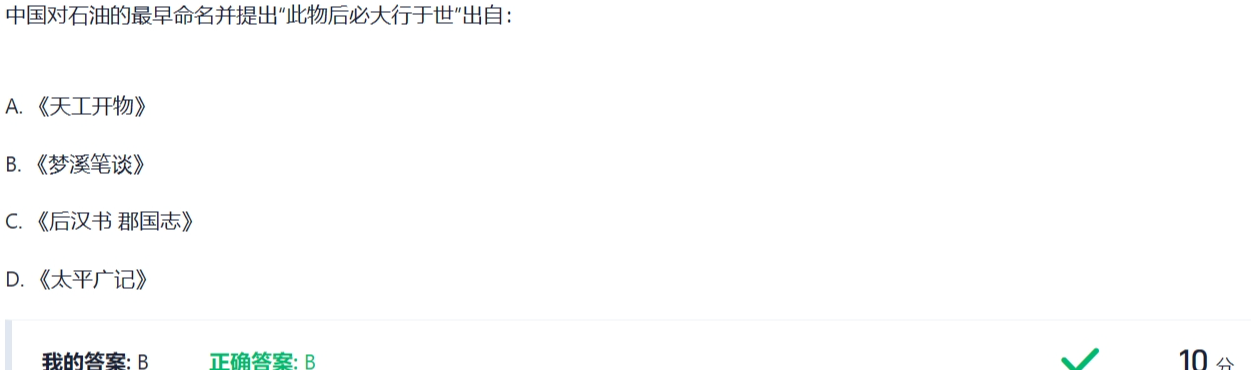 中国对石油的最早命名并提出“此物后必大行于世”出自：
A. 《天工开物》
B. 《梦溪笔谈》
C. 《后汉书 郡国志》
D. 《太平广记》
我的答案: B 正确答案: B 10 分